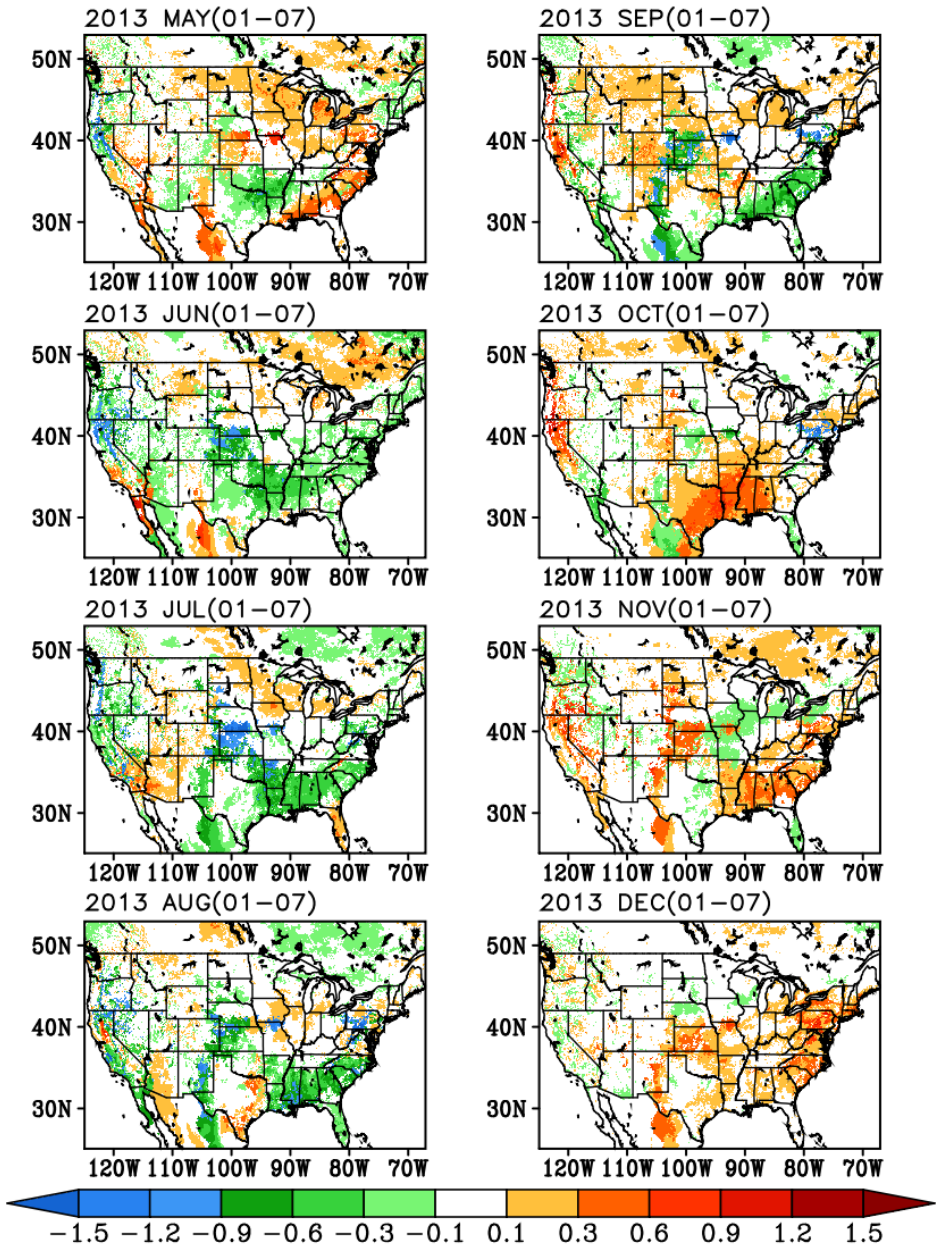 2013 MAY(01-07)
50N
40N
30N
120W 110W 100W 90W 80W 70W
2013 SEP(01-07)
50N
40N
30N
120W 110W 100W 90W 80W 70W
2013 JUN(01-07)
50N
40N
30N
120W 110W 100W 90W 80W 70W
2013 OCT(01-07)
50N
40N
30N
120W 110W 100W 90W 80W 70W
2013 JUL(01-07)
50N
40N
30N
120W 110W 100W 90W 80W 70W
2013 NOV(01-07)
50N
40N
30N
120W 110W 100W 90W 80W 70W
2013 AUG(01-07)
50N
40N
30N
120W 110W 100W 90W 80W 70W
2013 DEC(01-07)
50N
40N
30N
120W 110W 100W 90W 80W 70W
-1.5 -1.2 -0.9 -0.6 -0.3 -0.1 0.1 0.3 0.6 0.9 1.2 1.5